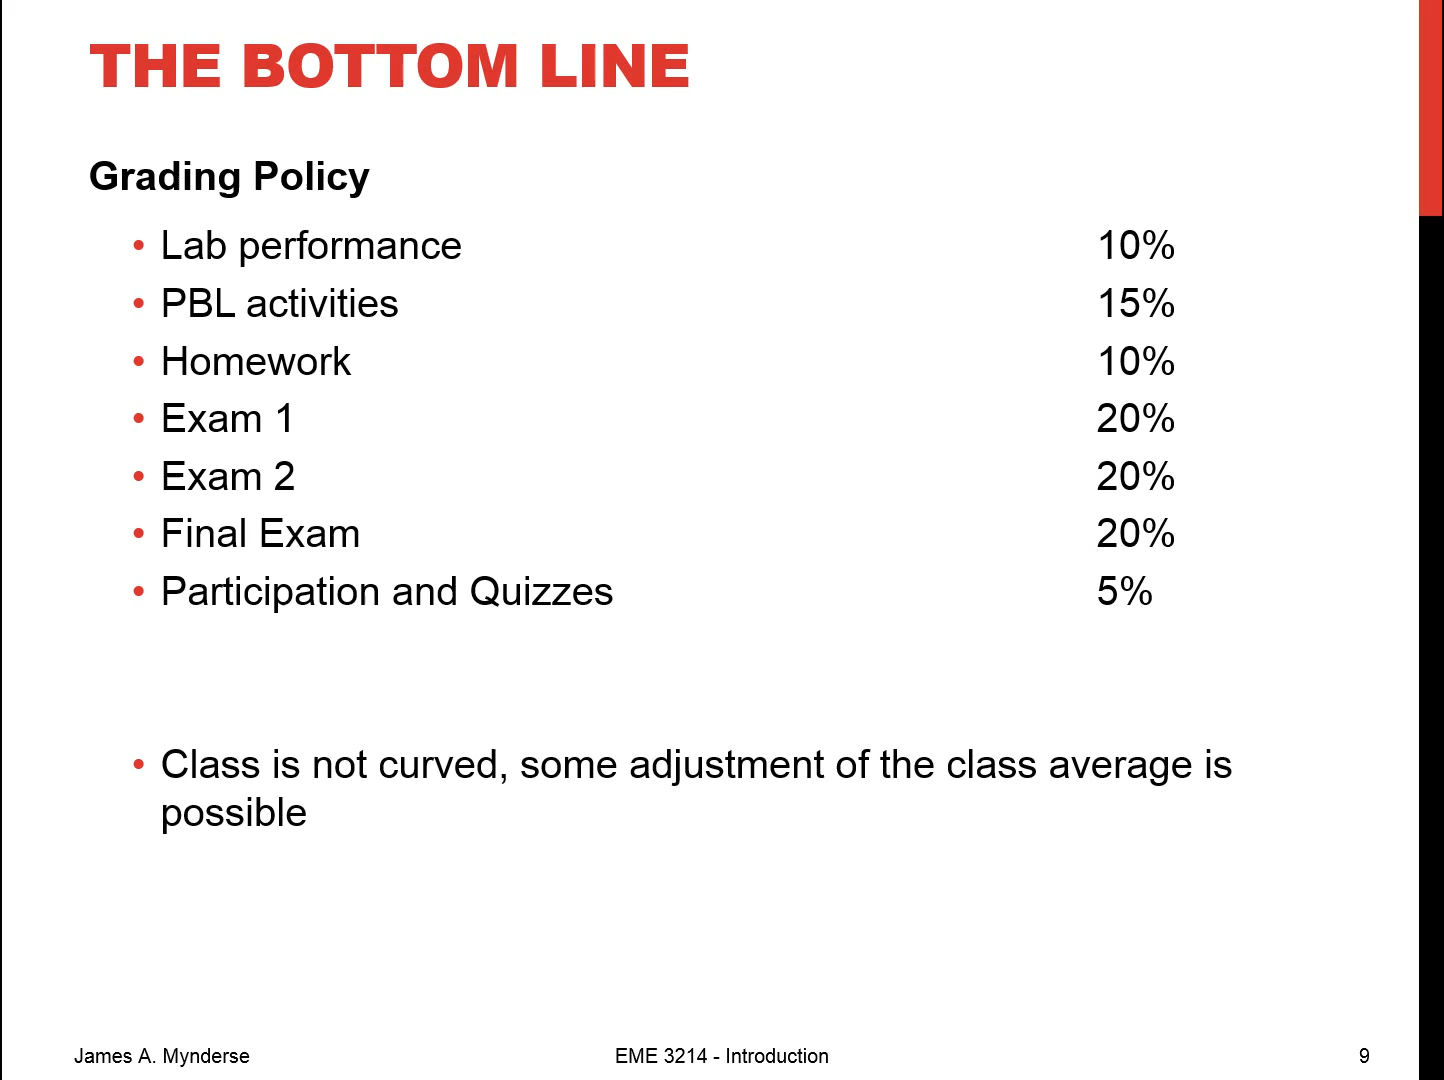 THE BOTTOM LINE
Grading Policy
• Lab performance 10%
• PBL activities 15%
• Homework 10%
• Exam 1 20%
• Exam 2 20%
• Final Exam 20%
• Participation and Quizzes 5%
• Class is not curved, some adjustment of the class average is
possible
James A. Mynderse EME 3214 - Introduction 9